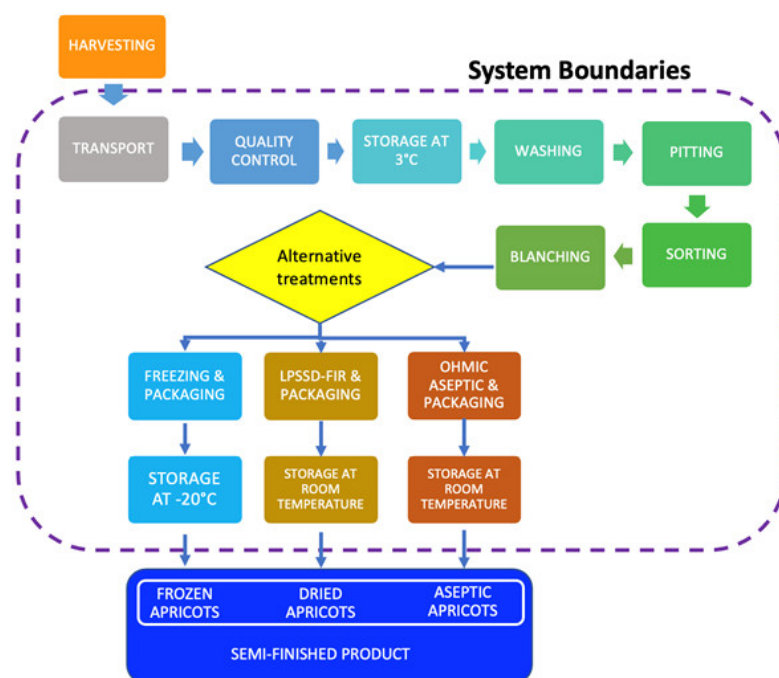 HARVESTING
System Boundaries
TRANSPORT
QUALITY
CONTROL
STORAGE AT
3°C
WASHING
PITTING
SORTING
BLANCHING
Alternative
treatments
FREEZING &
PACKAGING
LPSSD-FIR &
PACKAGING
OHMIC
ASEPTIC &
PACKAGING
STORAGE
AT -20°C
STORAGE AT
ROOM
TEMPERATURE
STORAGE AT
ROOM
TEMPERATURE
FROZEN
APRICOTS
DRIED
APRICOTS
ASEPTIC
APRICOTS
SEMI-FINISHED PRODUCT